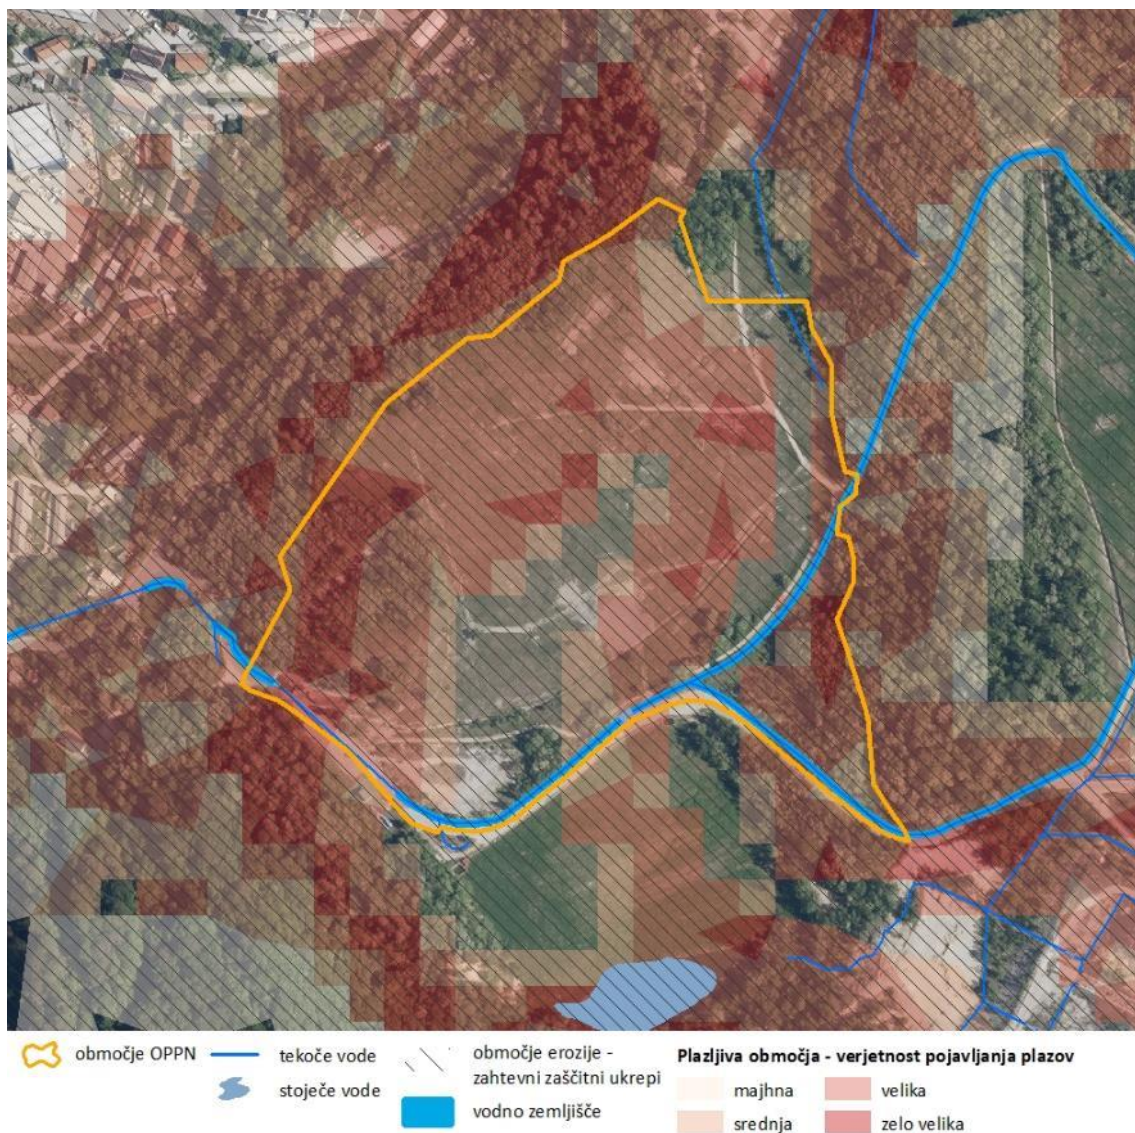 območje OPPN
tekoče vode
stoječe vode
območje erozije -
zahtevni zaščitni ukrepi
vodno zemljišče
Plazljiva območja - verjetnost pojavljanja plazov
majhna
srednja
velika
zelo velika